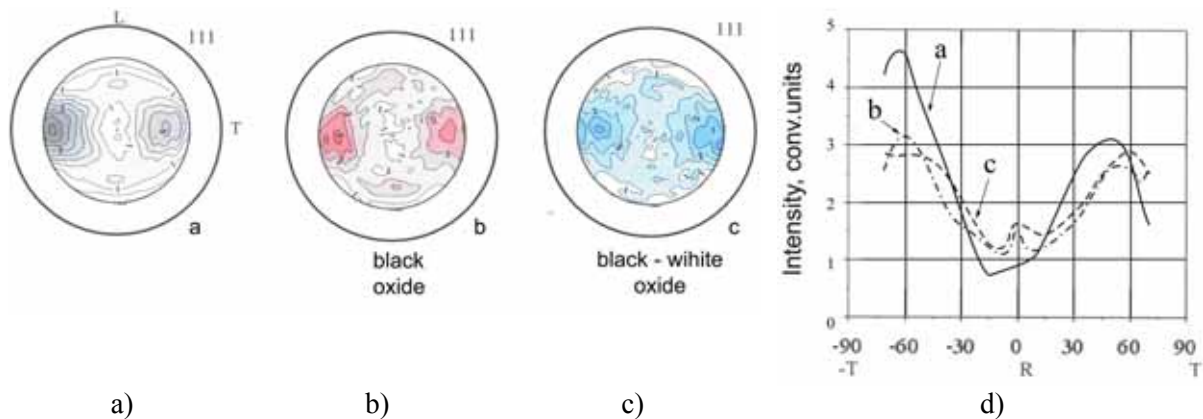 L
111
T
a
111
b
black
oxide
111
c
black - wihite
oxide
Intensity, conv.units
5
4
3
2
1
0
a
b
c
-90 -60 -30 0 30 60 90
-T R T
a) b) c) d)